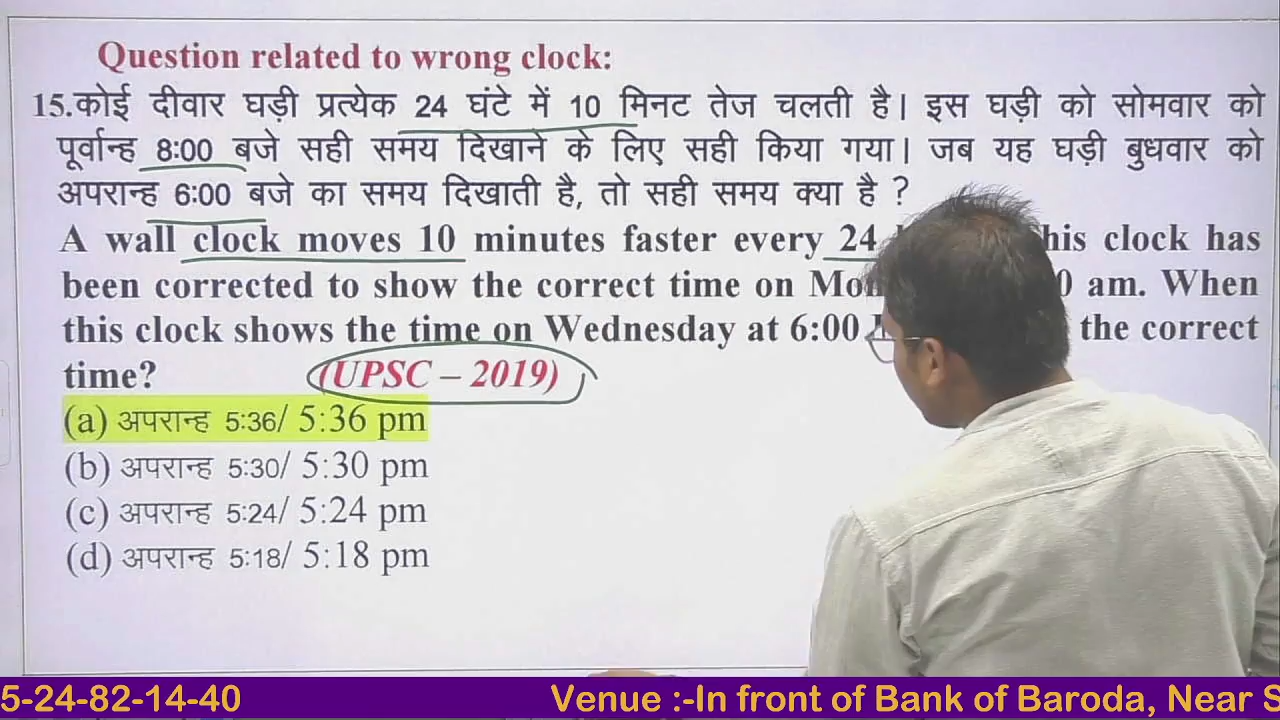 Question related to wrong clock:
15.कोई दीवार घड़ी प्रत्येक 24 घंटे में 10 मिनट तेज चलती है। इस घड़ी को सोमवार को
पूर्वान्ह 8:00 बजे सही समय दिखाने के लिए सही किया गया। जब यह घड़ी बुधवार को
अपरान्ह 6:00 बजे का समय दिखाती है, तो सही समय क्या है ?
A wall clock moves 10 minutes faster every 24 his clock has
been corrected to show the correct time on Mon 0 am. When
this clock shows the time on Wednesday at 6:00 the correct
time? (UPSC – 2019)
(a) अपरान्ह 5:36/ 5:36 pm
(b) अपरान्ह 5:30/ 5:30 pm
(c) अपरान्ह 5:24/ 5:24 pm
(d) अपरान्ह 5:18/ 5:18 pm
5-24-82-14-40 Venue :-In front of Bank of Baroda, Near S